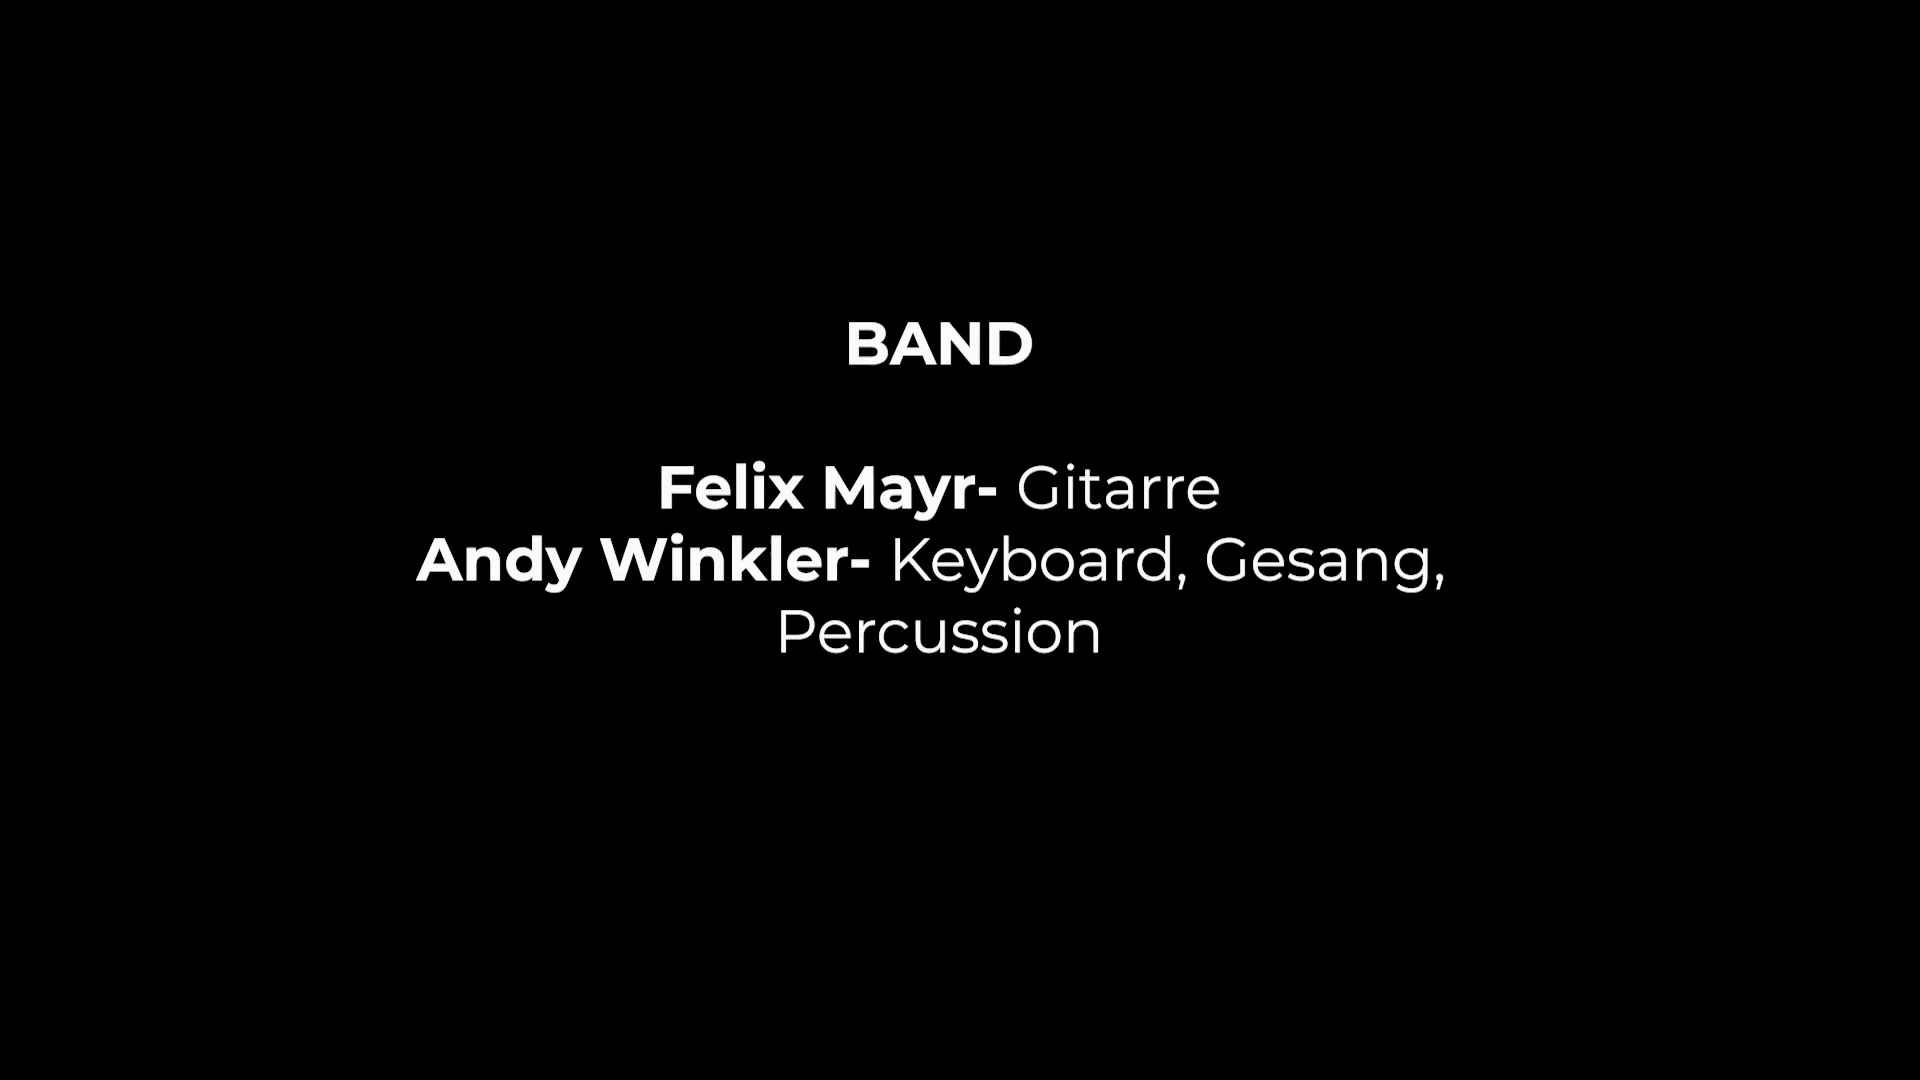 BAND
Felix Mayr- Gitarre
Andy Winkler- Keyboard, Gesang,
Percussion